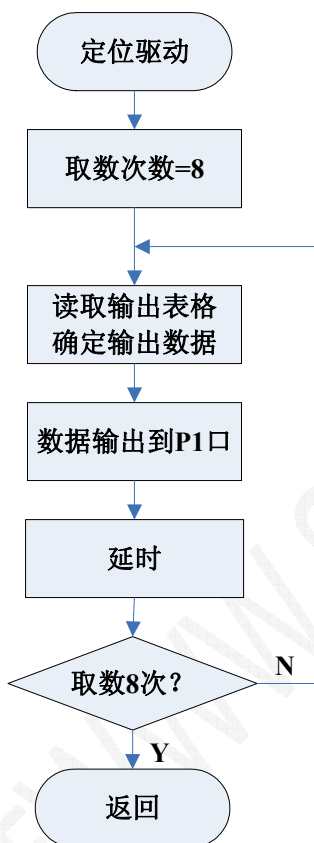 定位驱动
取数次数=8
读取输出表格
确定输出数据
数据输出到P1口
延时
取数8次？
N
Y
返回